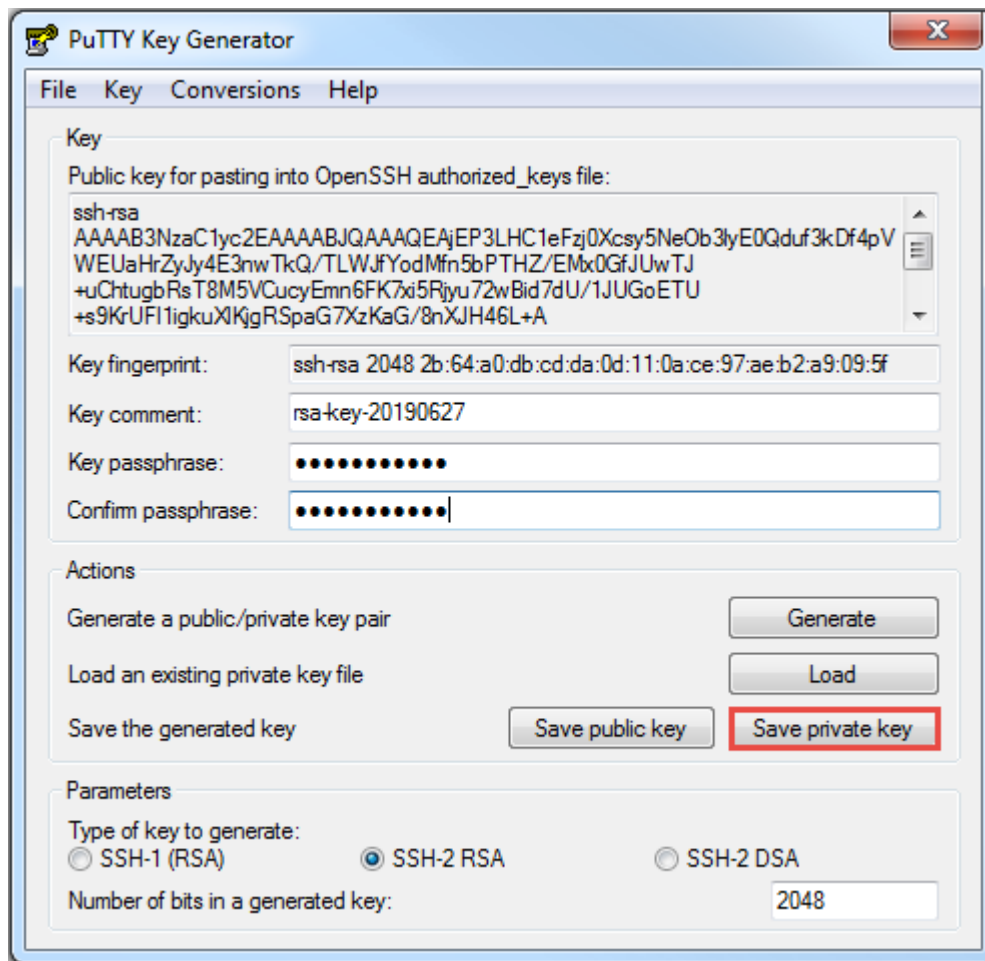 PuTTY Key Generator
File Key Conversions Help
Key
Public key for pasting into OpenSSH authorized_keys file:
ssh-rsa
AAAAB3NzaC1yc2EAAAABJQAAAQEAjEP3LHC1eFzj0Xcsy5NeOb3lyE0Qduf3kDf4pV
WEUaHrZyJy4E3nwTkQ/TLWJfYodMfn5bPTHZ/EMx0GfJUwTJ
+uChtugbRsT8M5VCucyEmn6FK7xi5Rjyu72wBid7dU/1JUGoETU
+s9KrUFI1igkuXlKjgRSpaG7XzKaG/8nXJH46L+A
Key fingerprint: ssh-rsa 2048 2b:64:a0:db:cd:da:0d:11:0a:ce:97:ae:b2:a9:09:5f
Key comment: rsa-key-20190627
Key passphrase: ●●●●●●●●●●●
Confirm passphrase: ●●●●●●●●●●●
Actions
Generate a public/private key pair Generate
Load an existing private key file Load
Save the generated key Save public key Save private key
Parameters
Type of key to generate:
SSH-1 (RSA) SSH-2 RSA SSH-2 DSA
Number of bits in a generated key: 2048